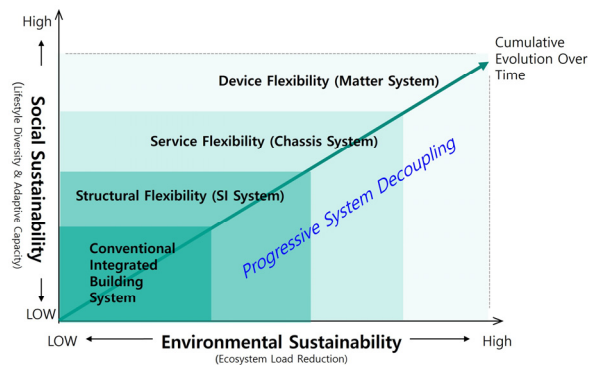 High
Cumulative
Evolution Over
Time
Device Flexibility (Matter System)
Service Flexibility (Chassis System)
Structural Flexibility (SI System)
Progressive System Decoupling
Conventional
Integrated
Building
System
Social Sustainability
(Lifestyle Diversity & Adaptive Capacity)
LOW
LOW
Environmental Sustainability
High
(Ecosystem Load Reduction)